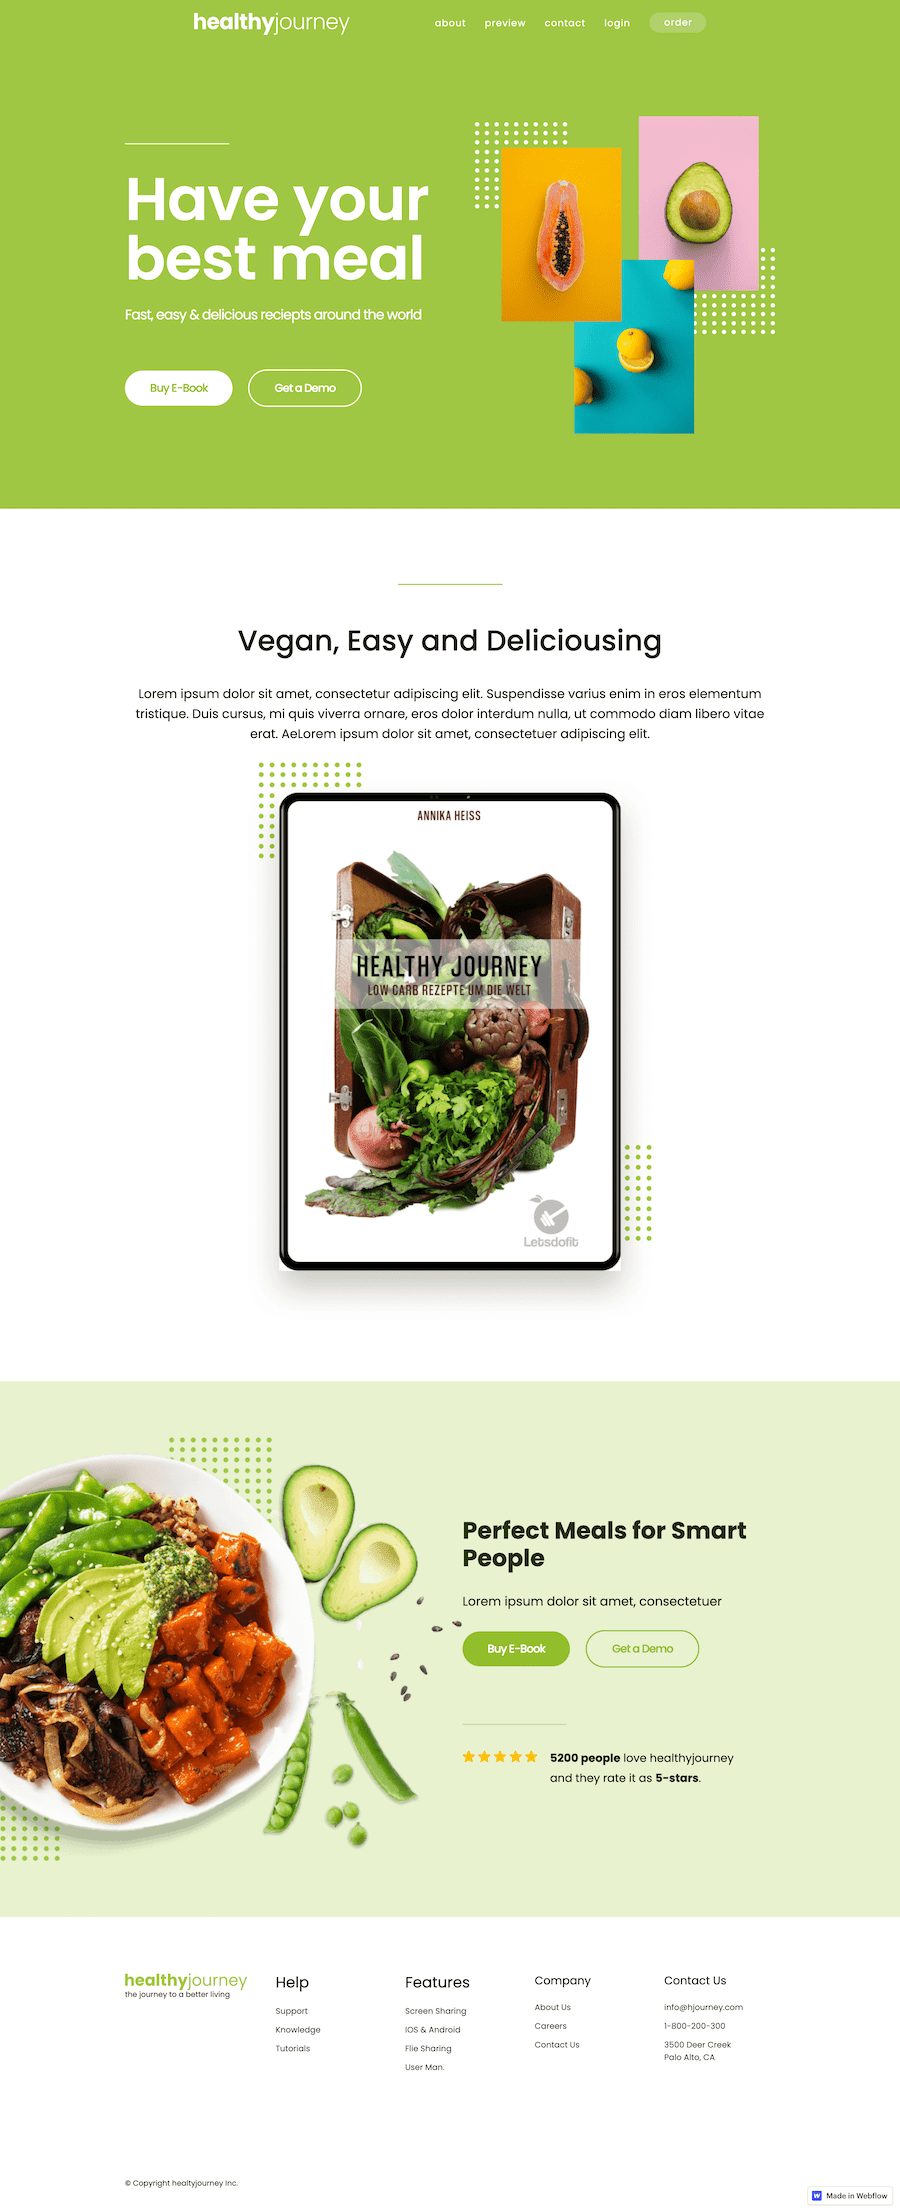 healthyjourney
about preview contact login order
Have your
best meal
Fast, easy & delicious reciepts around the world
Buy E-Book Get a Demo
Vegan, Easy and Deliciousing
Lorem ipsum dolor sit amet, consectetur adipiscing elit. Suspendisse varius enim in eros elementum
tristique. Duis cursus, mi quis viverra ornare, eros dolor interdum nulla, ut commodo diam libero vitae
erat. AeLorem ipsum dolor sit amet, consectetuer adipiscing elit.
ANNIKA HEISS
HEALTHY JOURNEY
LOW CARB REZEPTE UM DIE WELT
Letsdofit
Perfect Meals for Smart
People
Lorem ipsum dolor sit amet, consectetuer
Buy E-Book Get a Demo
5200 people love healthyjourney
and they rate it as 5-stars.
healthyjourney
the journey to a better living
Help
Support
Knowledge
Tutorials
Features
Screen Sharing
IOS & Android
Flie Sharing
User Man.
Company
About Us
Careers
Contact Us
Contact Us
info@hjourney.com
1-800-200-300
3500 Deer Creek
Palo Alto, CA
© Copyright healtyjourney Inc.
Made in Webflow